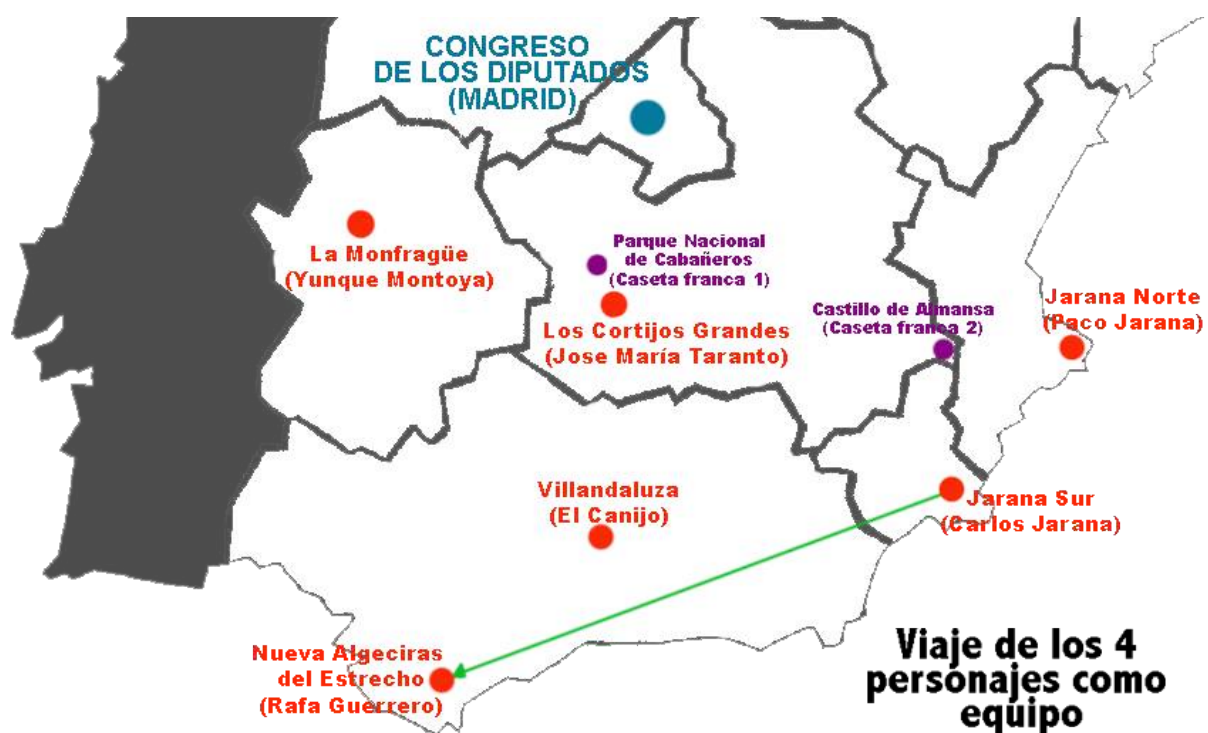 CONGRESO
DE LOS DIPUTADOS
(MADRID)
La Monfragüe
(Yunque Montoya)
Parque Nacional
de Cabañeros
(Caseta franca 1)
Los Cortijos Grandes
(Jose María Taranto)
Castillo de Almansa
(Caseta franca 2)
Jarana Norte
(Paco Jarana)
Villandaluza
(El Canijo)
Jarana Sur
(Carlos Jarana)
Nueva Algeciras
del Estrecho
(Rafa Guerrero)
Viaje de los 4
personajes como
equipo